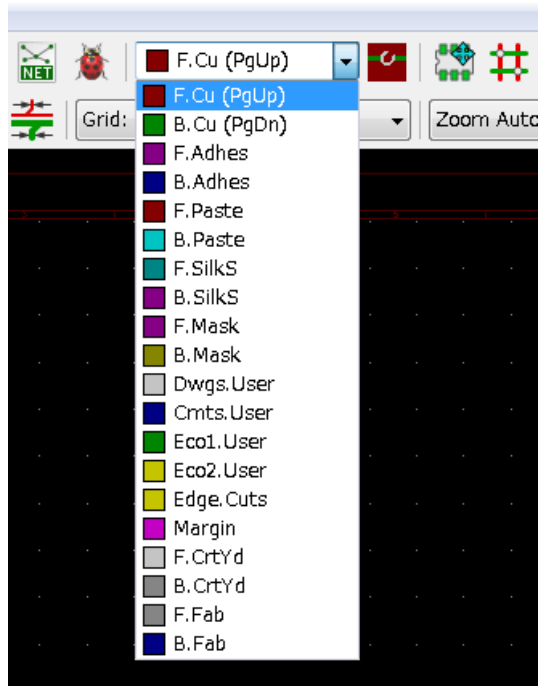 NET
F.Cu (PgUp)
F.Cu (PgUp)
Grid:
Zoom Auto
B.Cu (PgDn)
F.Adhes
B.Adhes
F.Paste
B.Paste
F.SilkS
B.SilkS
F.Mask
B.Mask
Dwgs.User
Cmts.User
Eco1.User
Eco2.User
Edge.Cuts
Margin
F.CrtYd
B.CrtYd
F.Fab
B.Fab